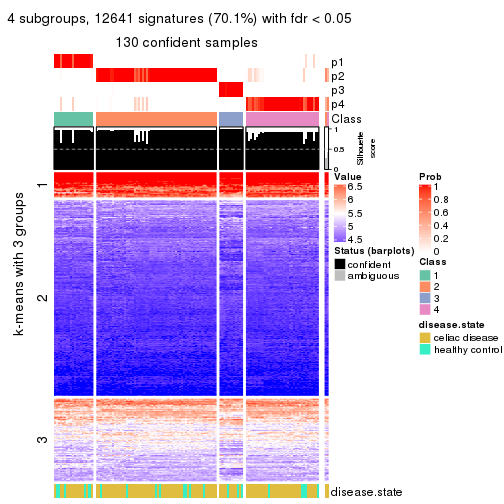 4 subgroups, 12641 signatures (70.1%) with fdr < 0.05
130 confident samples
p1
p2
p3
p4
Class
1
0.5
0
Silhouette
score
k-means with 3 groups
1
2
3
disease.state
Value
6.5
6
5.5
5
4.5
Status (barplots)
confident
ambiguous
Prob
1
0.8
0.6
0.4
0.2
0
Class
1
2
3
4
disease.state
celiac disease
healthy control